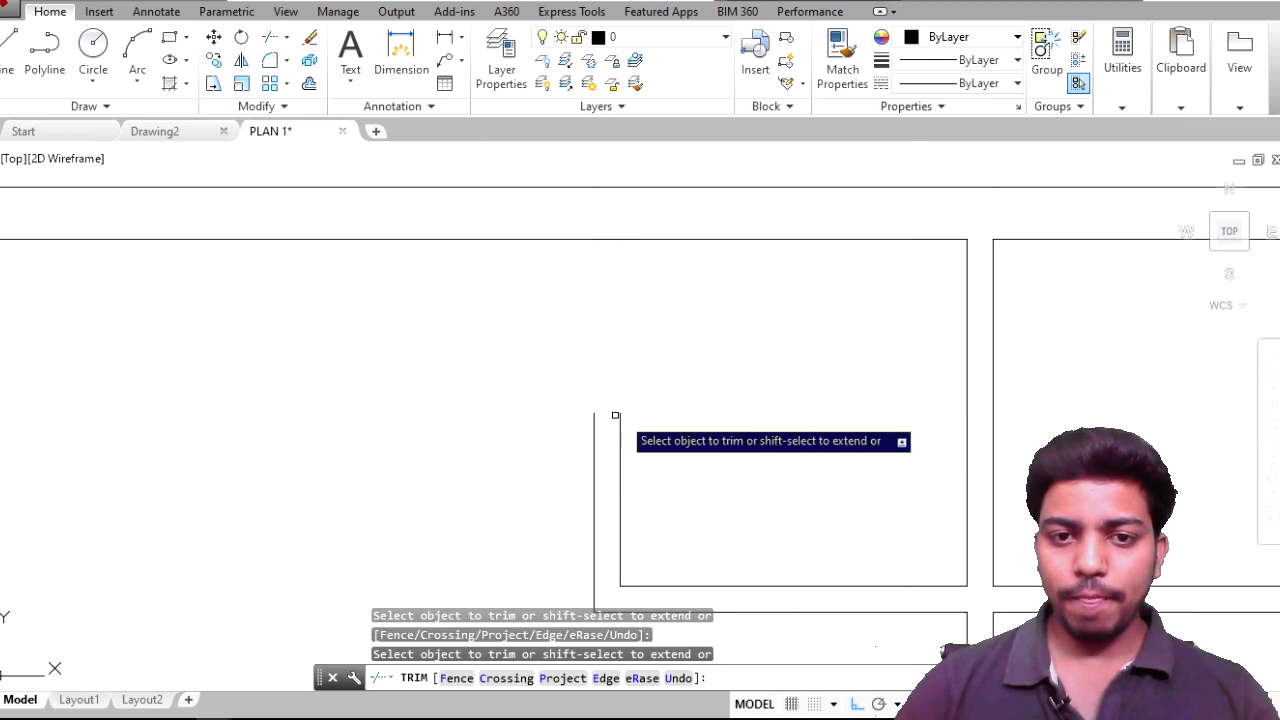 Home Insert Annotate Parametric View Manage Output Add-ins A360 Express Tools Featured Apps BIM 360 Performance
0
ByLayer
Polyline Circle Arc Text Dimension Layer Properties Insert Match Properties ByLayer ByLayer Group Utilities Clipboard View
Draw Modify Annotation Layers Block Properties Groups
Start Drawing2 PLAN 1*
[Top][2D Wireframe]
N
W TOP E
S
WCS
Select object to trim or shift-select to extend or
Y
Select object to trim or shift-select to extend or
[Fence/Crossing/Project/Edge/eRase/Undo]:
Select object to trim or shift-select to extend or
X
TRIM [Fence Crossing Project Edge eRase Undo]:
Model Layout1 Layout2 MODEL